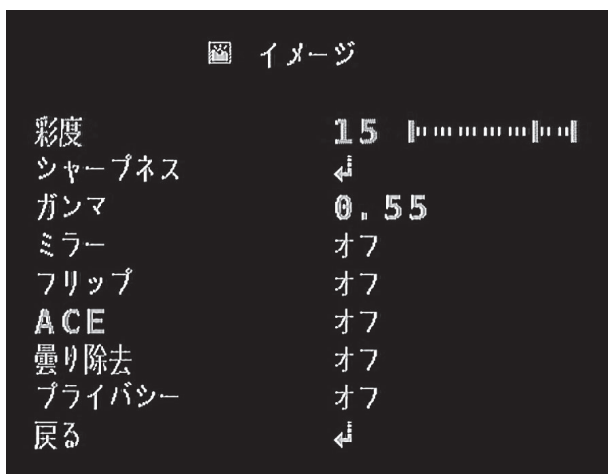 イメージ
彩度 15
シャープネス ↲
ガンマ 0.55
ミラー オフ
フリップ オフ
ACE オフ
曇り除去 オフ
プライバシー オフ
戻る ↲